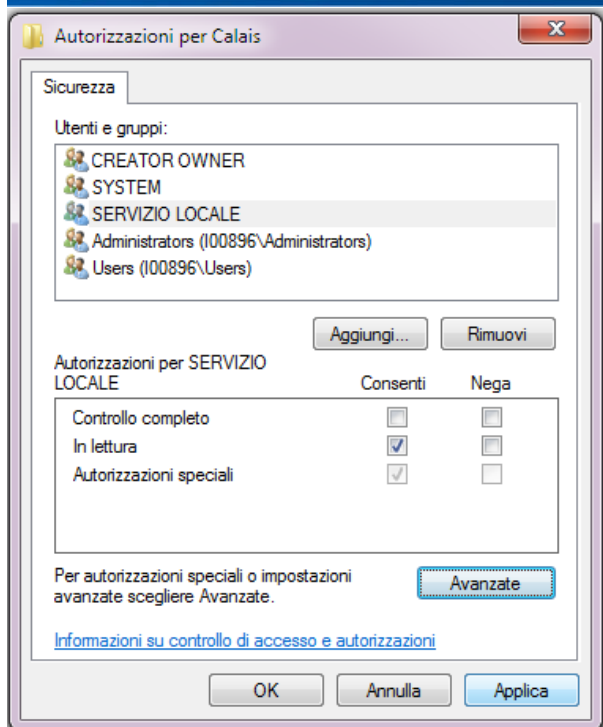 Autorizzazioni per Calais
Sicurezza
Utenti e gruppi:
CREATOR OWNER
SYSTEM
SERVIZIO LOCALE
Administrators (I00896\Administrators)
Users (I00896\Users)
Aggiungi... Rimuovi
Autorizzazioni per SERVIZIO
LOCALE Consenti Nega
Controllo completo
In lettura
Autorizzazioni speciali
Per autorizzazioni speciali o impostazioni
avanzate scegliere Avanzate.
Avanzate
Informazioni su controllo di accesso e autorizzazioni
OK Annulla Applica